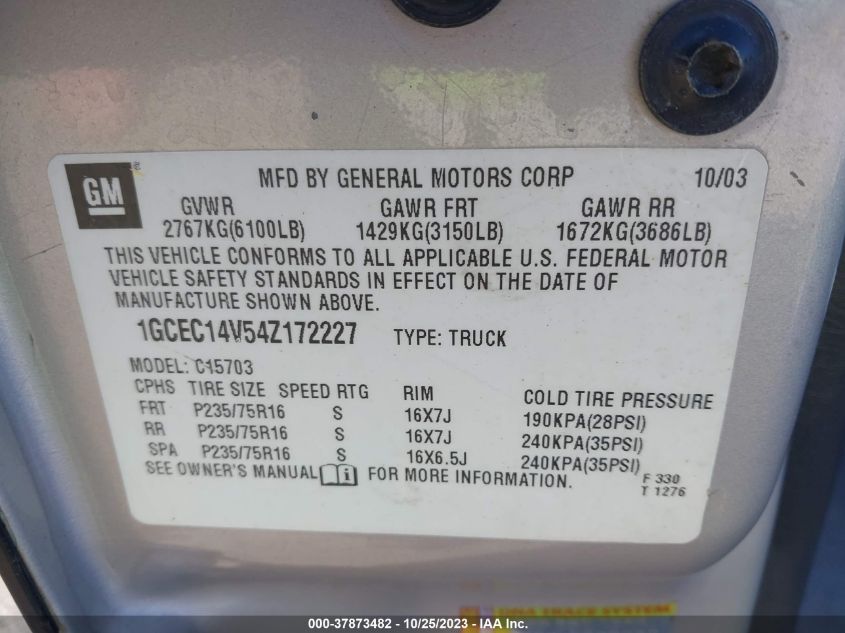 GM
MFD BY GENERAL MOTORS CORP 10/03
GVWR GAWR FRT GAWR RR
2767KG(6100LB) 1429KG(3150LB) 1672KG(3686LB)
THIS VEHICLE CONFORMS TO ALL APPLICABLE U.S. FEDERAL MOTOR
VEHICLE SAFETY STANDARDS IN EFFECT ON THE DATE OF
MANUFACTURE SHOWN ABOVE.
1GCEC14V54Z172227 TYPE: TRUCK
MODEL: C15703
CPHS TIRE SIZE SPEED RTG RIM COLD TIRE PRESSURE
FRT P235/75R16 S 16X7J 190KPA(28PSI)
RR P235/75R16 S 16X7J 240KPA(35PSI)
SPA P235/75R16 S 16X6.5J 240KPA(35PSI)
SEE OWNER'S MANUAL FOR MORE INFORMATION.
F 330
T 1276
DNA TRACK SYSTEM
000-37873482 - 10/25/2023 - IAA Inc.